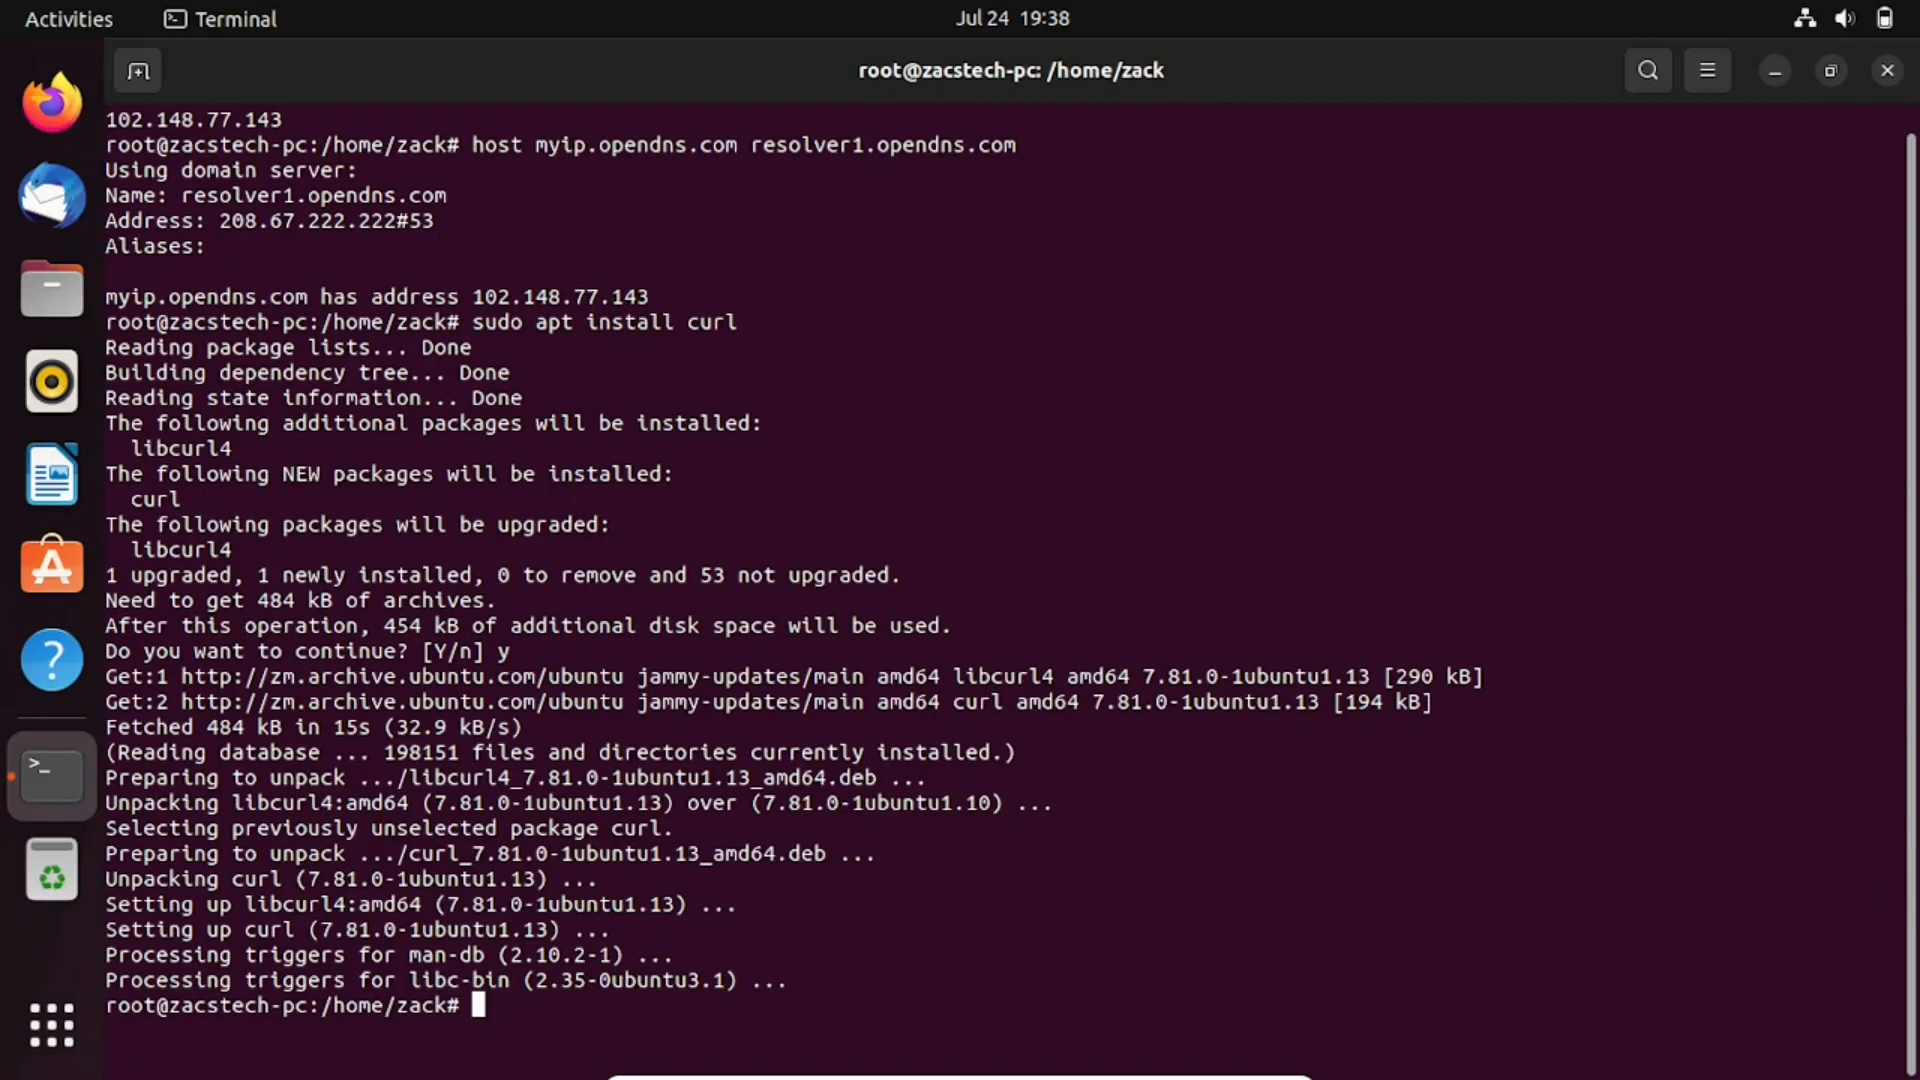 Activities
Terminal
Jul 24 19:38
root@zacstech-pc: /home/zack
102.148.77.143
root@zacstech-pc:/home/zack# host myip.opendns.com resolver1.opendns.com
Using domain server:
Name: resolver1.opendns.com
Address: 208.67.222.222#53
Aliases:
myip.opendns.com has address 102.148.77.143
root@zacstech-pc:/home/zack# sudo apt install curl
Reading package lists... Done
Building dependency tree... Done
Reading state information... Done
The following additional packages will be installed:
  libcurl4
The following NEW packages will be installed:
  curl
The following packages will be upgraded:
  libcurl4
1 upgraded, 1 newly installed, 0 to remove and 53 not upgraded.
Need to get 484 kB of archives.
After this operation, 454 kB of additional disk space will be used.
Do you want to continue? [Y/n] y
Get:1 http://zm.archive.ubuntu.com/ubuntu jammy-updates/main amd64 libcurl4 amd64 7.81.0-1ubuntu1.13 [290 kB]
Get:2 http://zm.archive.ubuntu.com/ubuntu jammy-updates/main amd64 curl amd64 7.81.0-1ubuntu1.13 [194 kB]
Fetched 484 kB in 15s (32.9 kB/s)
(Reading database ... 198151 files and directories currently installed.)
Preparing to unpack .../libcurl4_7.81.0-1ubuntu1.13_amd64.deb ...
Unpacking libcurl4:amd64 (7.81.0-1ubuntu1.13) over (7.81.0-1ubuntu1.10) ...
Selecting previously unselected package curl.
Preparing to unpack .../curl_7.81.0-1ubuntu1.13_amd64.deb ...
Unpacking curl (7.81.0-1ubuntu1.13) ...
Setting up libcurl4:amd64 (7.81.0-1ubuntu1.13) ...
Setting up curl (7.81.0-1ubuntu1.13) ...
Processing triggers for man-db (2.10.2-1) ...
Processing triggers for libc-bin (2.35-0ubuntu3.1) ...
root@zacstech-pc:/home/zack#